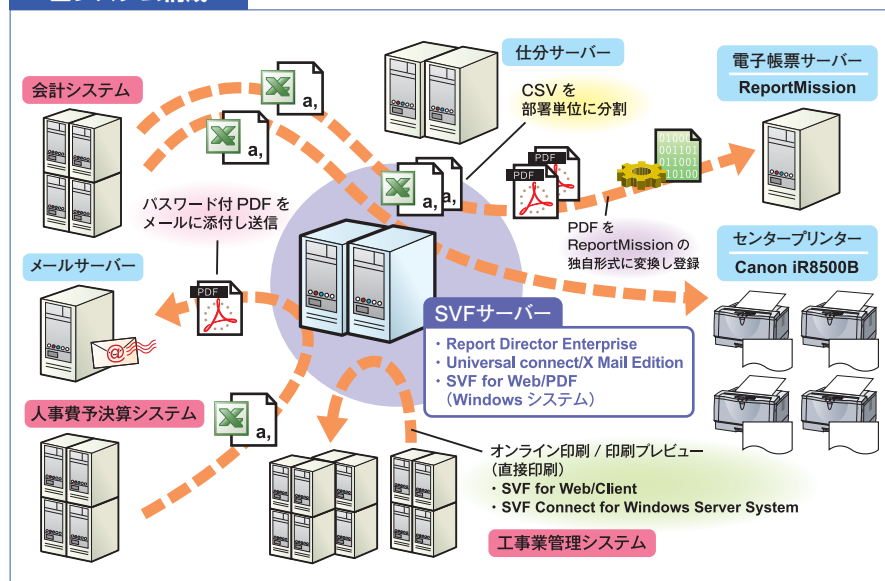 会計システム
a,
a,
仕分サーバー
CSV を
部署単位に分割
電子帳票サーバー
ReportMission
a,
PDF
PDF
0100
001101
011001
010100
パスワード付 PDF を
メールに添付し送信
PDF を
ReportMission の
独自形式に変換し登録
メールサーバー
PDF
@
センタープリンター
Canon iR8500B
SVFサーバー
・Report Director Enterprise
・Universal connect/X Mail Edition
・SVF for Web/PDF
（Windows システム）
人事費予決算システム
a,
オンライン印刷 / 印刷プレビュー
（直接印刷）
・SVF for Web/Client
・SVF Connect for Windows Server System
工事業管理システム